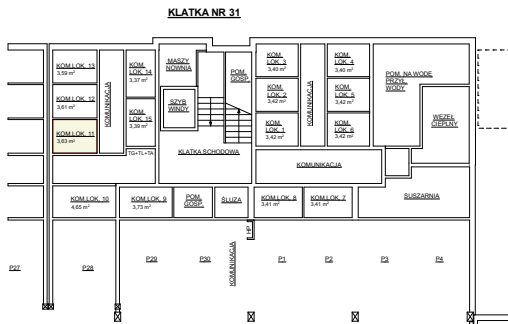 KLATKA NR 31
KOM.LOK. 13
3,59 m²
KOM.LOK. 12
3,61 m²
KOM.LOK. 11
3,63 m²
KOMUNIKACJA
KOM.
LOK. 14
3,37 m²
KOM.
LOK. 15
3,39 m²
TG+TL+TA
MASZY
NOWNIA
SZYB
WINDY
POM.
GOSP.
KLATKA SCHODOWA
KOM.
LOK. 3
3,40 m²
KOM.
LOK. 2
3,42 m²
KOM.
LOK. 1
3,42 m²
KOMUNIKACJA
KOM.
LOK. 4
3,40 m²
KOM.
LOK. 5
3,42 m²
KOM.
LOK. 6
3,42 m²
POM. NA WODĘ
PRZYŁ.
WODY
WĘZEŁ
CIEPLNY
KOMUNIKACJA
KOM.LOK. 10
4,65 m²
KOM.LOK. 9
3,73 m²
POM.
GOSP.
ŚLUZA
KOM.LOK. 8
3,41 m²
KOM.LOK. 7
3,41 m²
SUSZARNIA
HP
KOMUNIKACJA
P27
P28
P29
P30
P1
P2
P3
P4